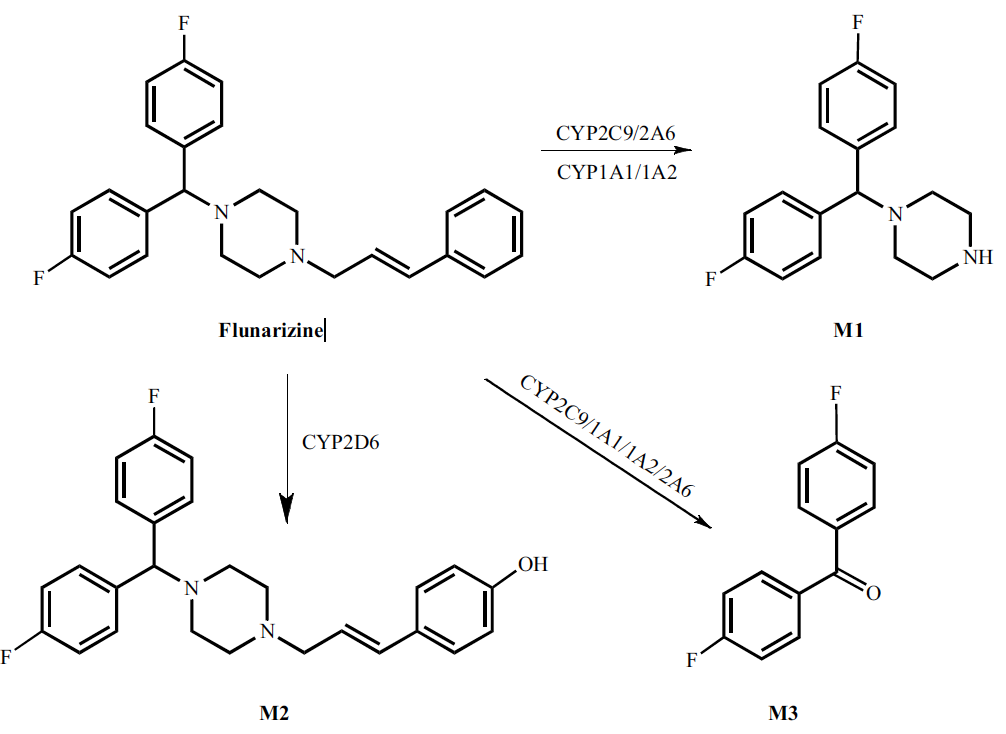 F
F
CYP2C9/2A6
CYP1A1/1A2
N
N
F
N
F
NH
F
Flunarizine
M1
F
CYP2D6
CYP2C9/1A1/1A2/2A6
F
OH
N
N
O
F
F
M2
M3